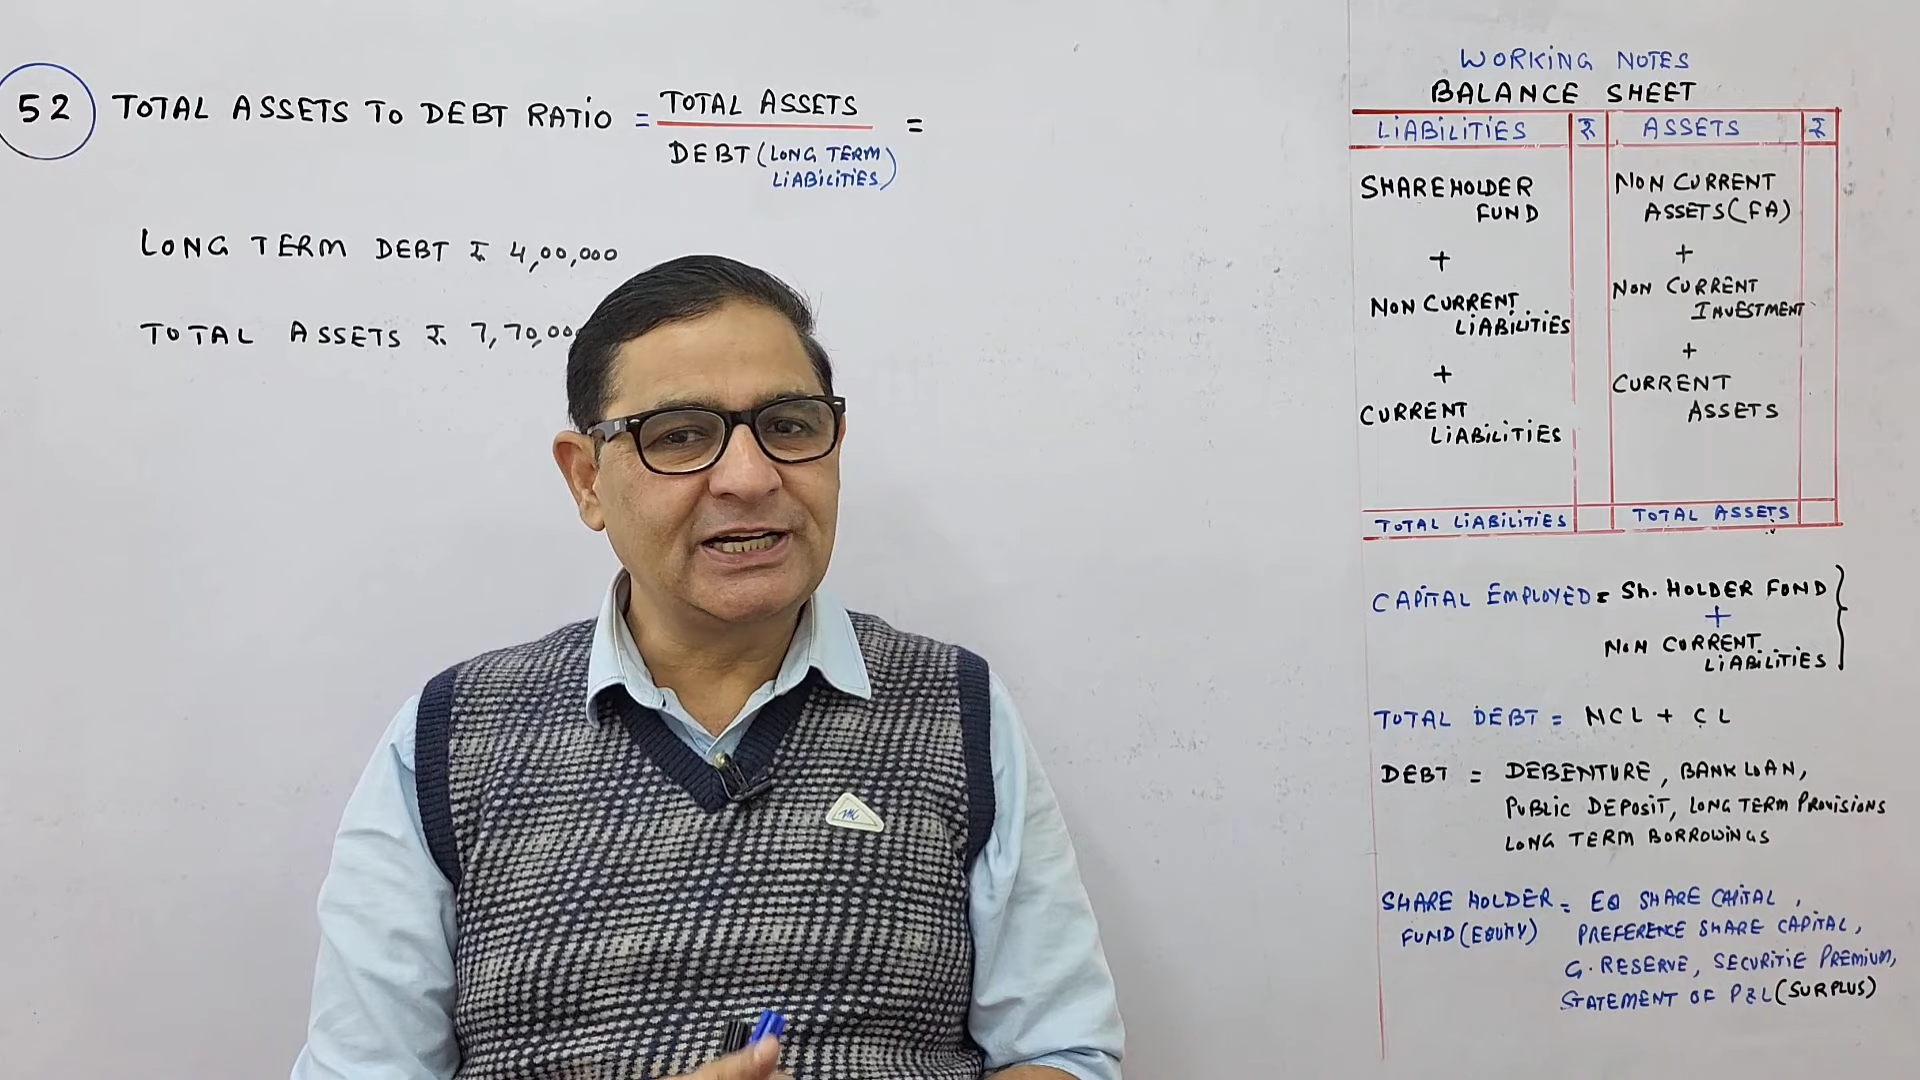 52 TOTAL ASSETS TO DEBT RATIO = TOTAL ASSETS =
DEBT (LONG TERM
LIABILITIES)
LONG TERM DEBT ₹ 4,00,000
TOTAL ASSETS ₹. 7,70,00
WORKING NOTES
BALANCE SHEET
LIABILITIES ₹ ASSETS ₹
SHAREHOLDER
FUND
+
NON CURRENT
LIABILITIES
+
CURRENT
LIABILITIES
NON CURRENT
ASSETS (FA)
+
NON CURRENT
INVESTMENT
+
CURRENT
ASSETS
TOTAL LIABILITIES TOTAL ASSETS
CAPITAL EMPLOYED = SH. HOLDER FUND
+
NON CURRENT
LIABILITIES
TOTAL DEBT = NCL + CL
DEBT = DEBENTURE, BANK LOAN,
PUBLIC DEPOSIT, LONG TERM PROVISIONS
LONG TERM BORROWINGS
SHARE HOLDER = EQ SHARE CAPITAL,
FUND (EQUITY) PREFERENCE SHARE CAPITAL,
G. RESERVE, SECURITIE PREMIUM,
STATEMENT OF P&L (SURPLUS)